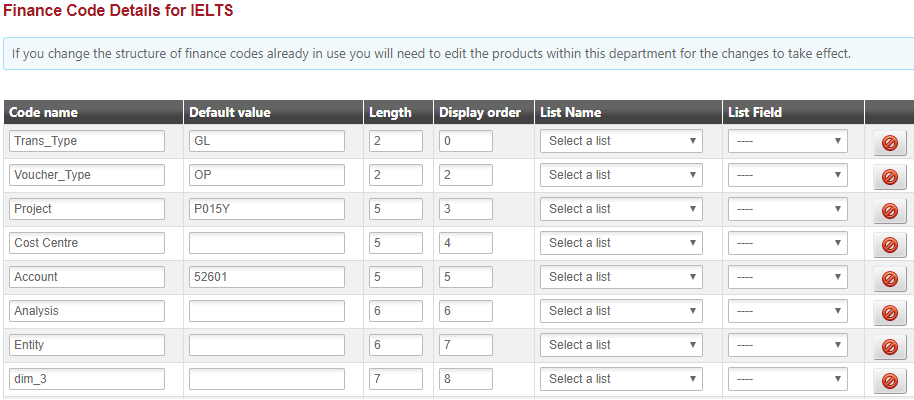 Finance Code Details for IELTS
If you change the structure of finance codes already in use you will need to edit the products within this department for the changes to take effect.
Code name Default value Length Display order List Name List Field
Trans_Type GL 2 0 Select a list ----
Voucher_Type OP 2 2 Select a list ----
Project P015Y 5 3 Select a list ----
Cost Centre 5 4 Select a list ----
Account 52601 5 5 Select a list ----
Analysis 6 6 Select a list ----
Entity 6 7 Select a list ----
dim_3 7 8 Select a list ----